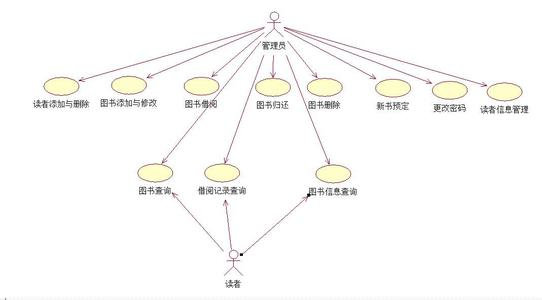 管理员
读者添加与删除
图书添加与修改
图书借阅
图书归还
图书删除
新书预定
更改密码
读者信息管理
图书查询
借阅记录查询
图书信息查询
读者